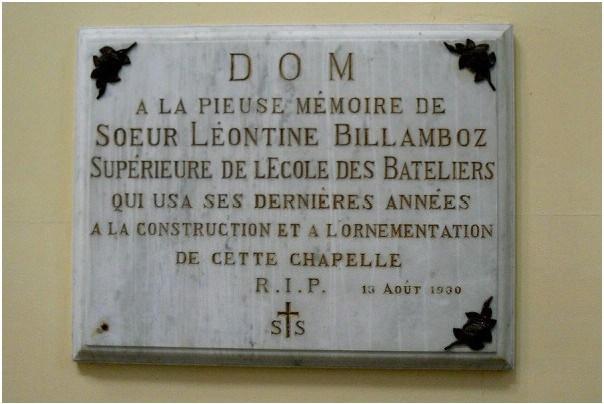 DOM
A LA PIEUSE MÉMOIRE DE
SOEUR LÉONTINE BILLAMBOZ
SUPÉRIEURE DE L'ECOLE DES BATELIERS
QUI USA SES DERNIÈRES ANNÉES
A LA CONSTRUCTION ET A L'ORNEMENTATION
DE CETTE CHAPELLE
R.I.P. 13 AOÛT 1930
S S